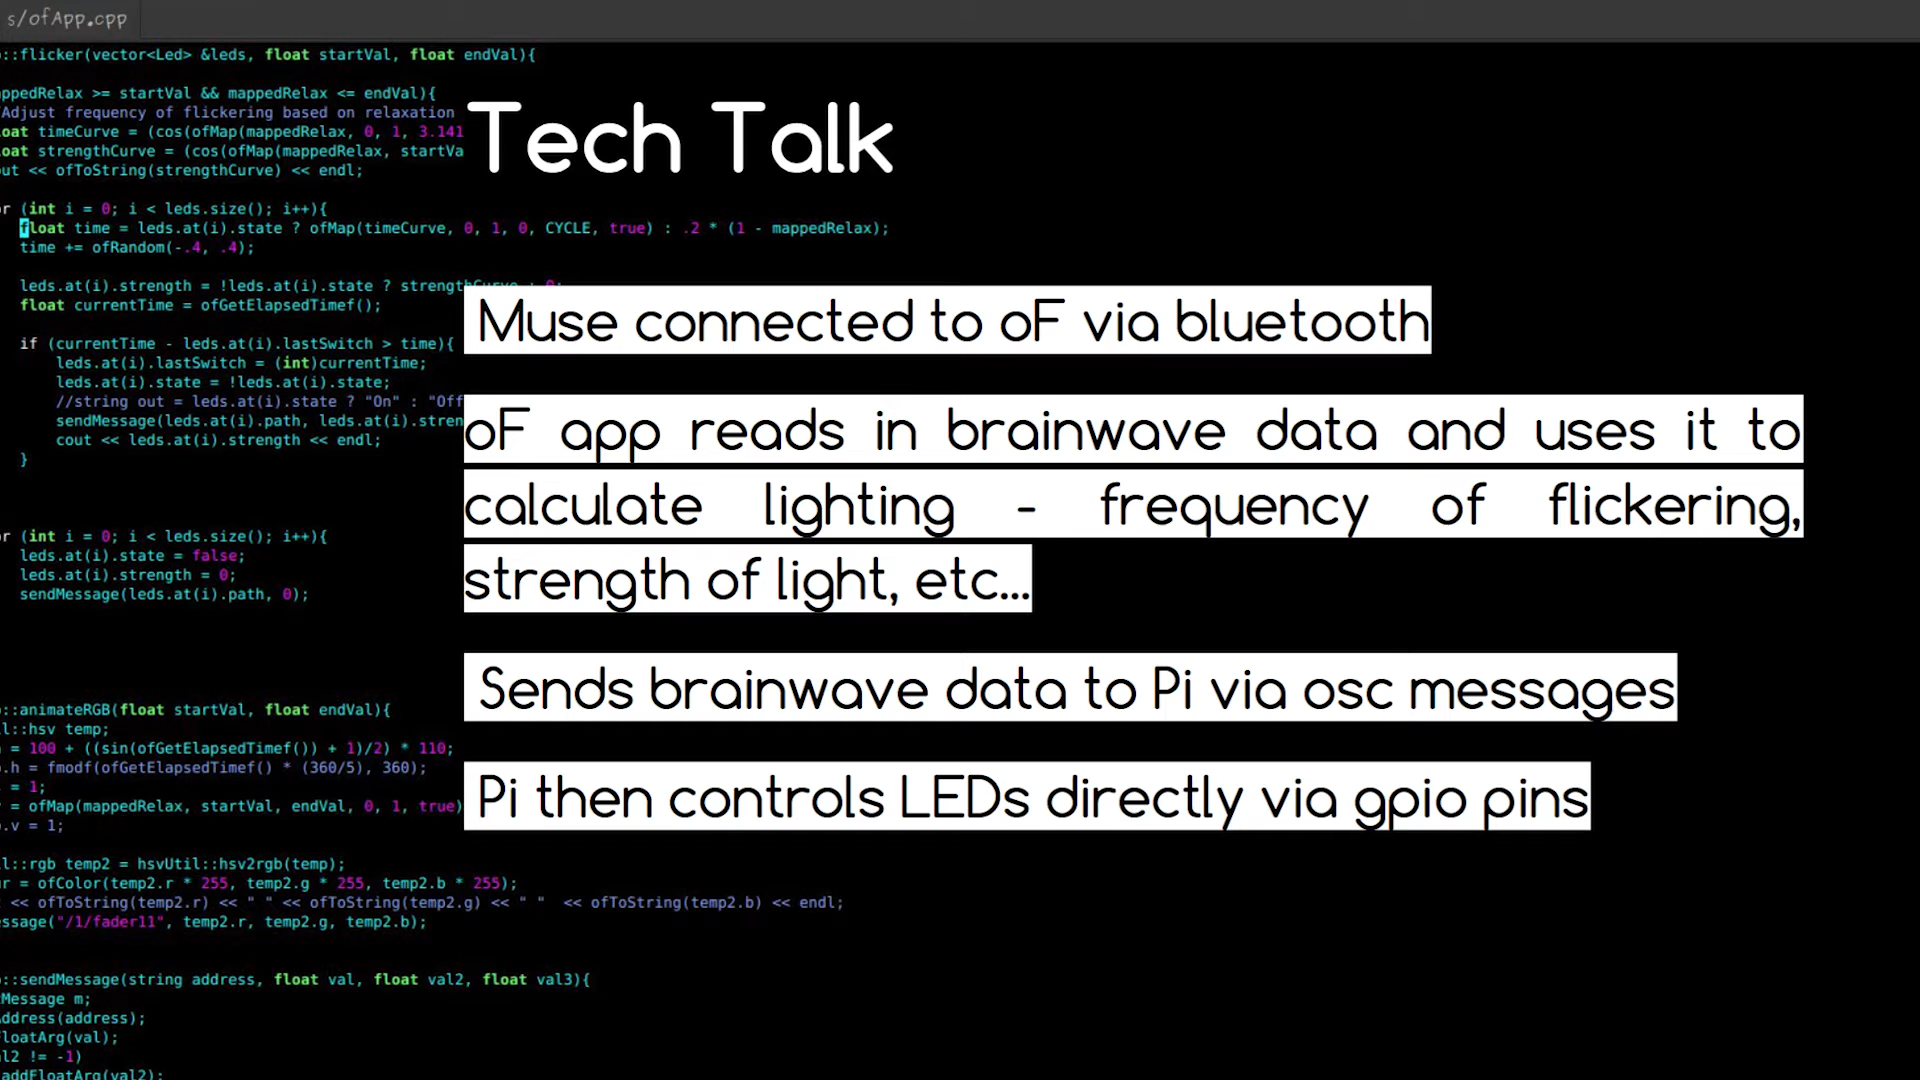 s/ofApp.cpp
::flicker(vector<Led> &leds, float startVal, float endVal){
appedRelax >= startVal && mappedRelax <= endVal){
Adjust frequency of flickering based on relaxation
oat timeCurve = (cos(ofMap(mappedRelax, 0, 1, 3.141
oat strengthCurve = (cos(ofMap(mappedRelax, startVa
out << ofToString(strengthCurve) << endl;
Tech Talk
or (int i = 0; i < leds.size(); i++){
float time = leds.at(i).state ? ofMap(timeCurve, 0, 1, 0, CYCLE, true) : .2 * (1 - mappedRelax);
time += ofRandom(-.4, .4);
leds.at(i).strength = !leds.at(i).state ? strengthCurve : 0;
float currentTime = ofGetElapsedTimef();
if (currentTime - leds.at(i).lastSwitch > time){
leds.at(i).lastSwitch = (int)currentTime;
leds.at(i).state = !leds.at(i).state;
//string out = leds.at(i).state ? "On" : "Off
sendMessage(leds.at(i).path, leds.at(i).stren
cout << leds.at(i).strength << endl;
}
Muse connected to oF via bluetooth
oF app reads in brainwave data and uses it to
calculate lighting - frequency of flickering,
strength of light, etc...
Sends brainwave data to Pi via osc messages
Pi then controls LEDs directly via gpio pins
or (int i = 0; i < leds.size(); i++){
leds.at(i).state = false;
leds.at(i).strength = 0;
sendMessage(leds.at(i).path, 0);
::animateRGB(float startVal, float endVal){
l::hsv temp;
= 100 + ((sin(ofGetElapsedTimef()) + 1)/2) * 110;
.h = fmodf(ofGetElapsedTimef() * (360/5), 360);
= 1;
= ofMap(mappedRelax, startVal, endVal, 0, 1, true)
.v = 1;
l::rgb temp2 = hsvUtil::hsv2rgb(temp);
r = ofColor(temp2.r * 255, temp2.g * 255, temp2.b * 255);
<< ofToString(temp2.r) << " " << ofToString(temp2.g) << " " << ofToString(temp2.b) << endl;
essage("/1/fader11", temp2.r, temp2.g, temp2.b);
::sendMessage(string address, float val, float val2, float val3){
Message m;
ddress(address);
loatArg(val);
l2 != -1)
addFloatArg(val2);